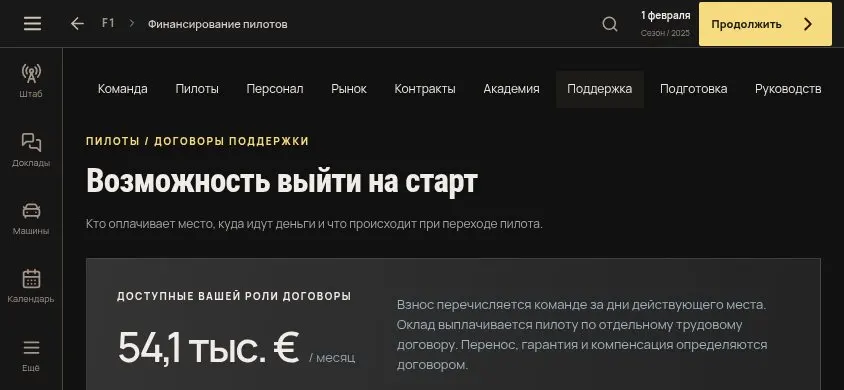 F1 > Финансирование пилотов
1 февраля
Сезон / 2025
Продолжить
Штаб
Доклады
Машины
Календарь
Ещё
Команда Пилоты Персонал Рынок Контракты Академия Поддержка Подготовка Руководств
ПИЛОТЫ / ДОГОВОРЫ ПОДДЕРЖКИ
Возможность выйти на старт
Кто оплачивает место, куда идут деньги и что происходит при переходе пилота.
ДОСТУПНЫЕ ВАШЕЙ РОЛИ ДОГОВОРЫ
54,1 тыс. € / месяц
Взнос перечисляется команде за дни действующего места.
Оклад выплачивается пилоту по отдельному трудовому
договору. Перенос, гарантия и компенсация определяются
договором.